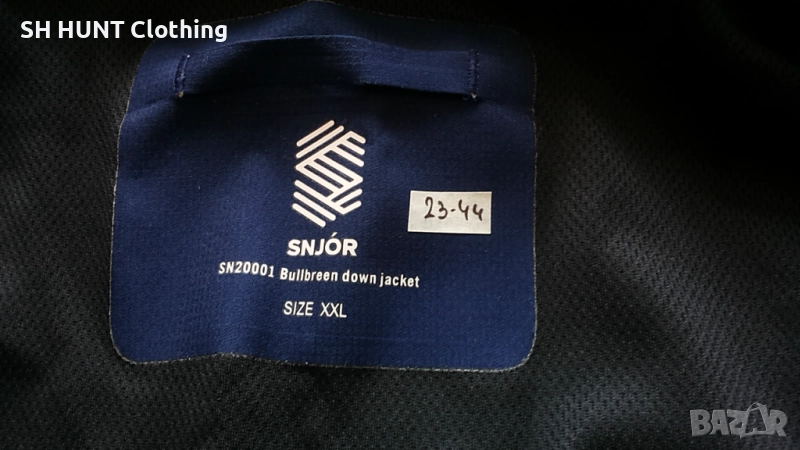 SH HUNT Clothing
SNJÓR
23-44
SN20001 Bullbreen down jacket
SIZE XXL
BAZAR